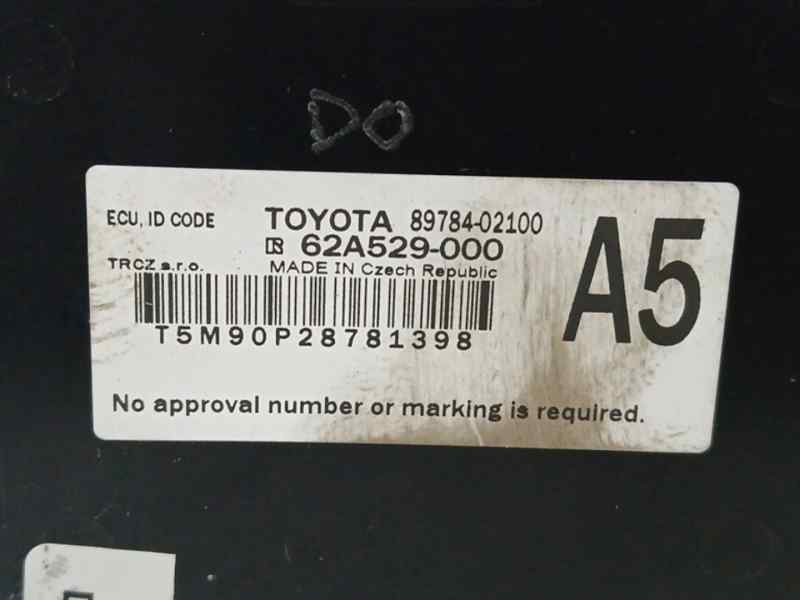 DO
ECU, ID CODE TOYOTA 89784-02100
62A529-000
A5
TRCZ s.r.o. MADE IN Czech Republic
T5M90P28781398
No approval number or marking is required.